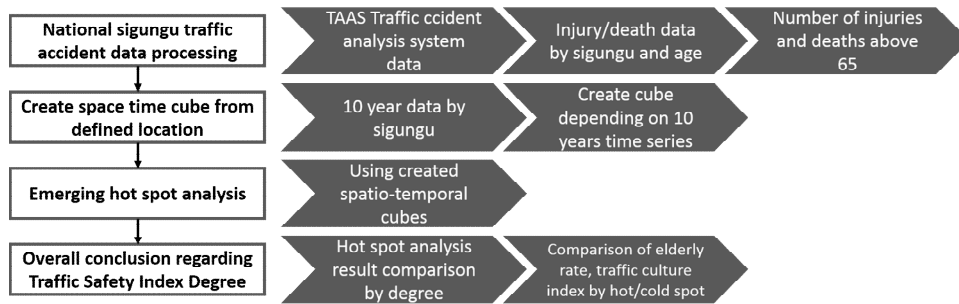 National sigungu traffic
accident data processing
TAAS Traffic ccident
analysis system
data
Injury/death data
by sigungu and age
Number of injuries
and deaths above
65
Create space time cube from
defined location
10 year data by
sigungu
Create cube
depending on 10
years time series
Emerging hot spot analysis
Using created
spatio-temporal
cubes
Overall conclusion regarding
Traffic Safety Index Degree
Hot spot analysis
result comparison
by degree
Comparison of elderly
rate, traffic culture
index by hot/cold spot